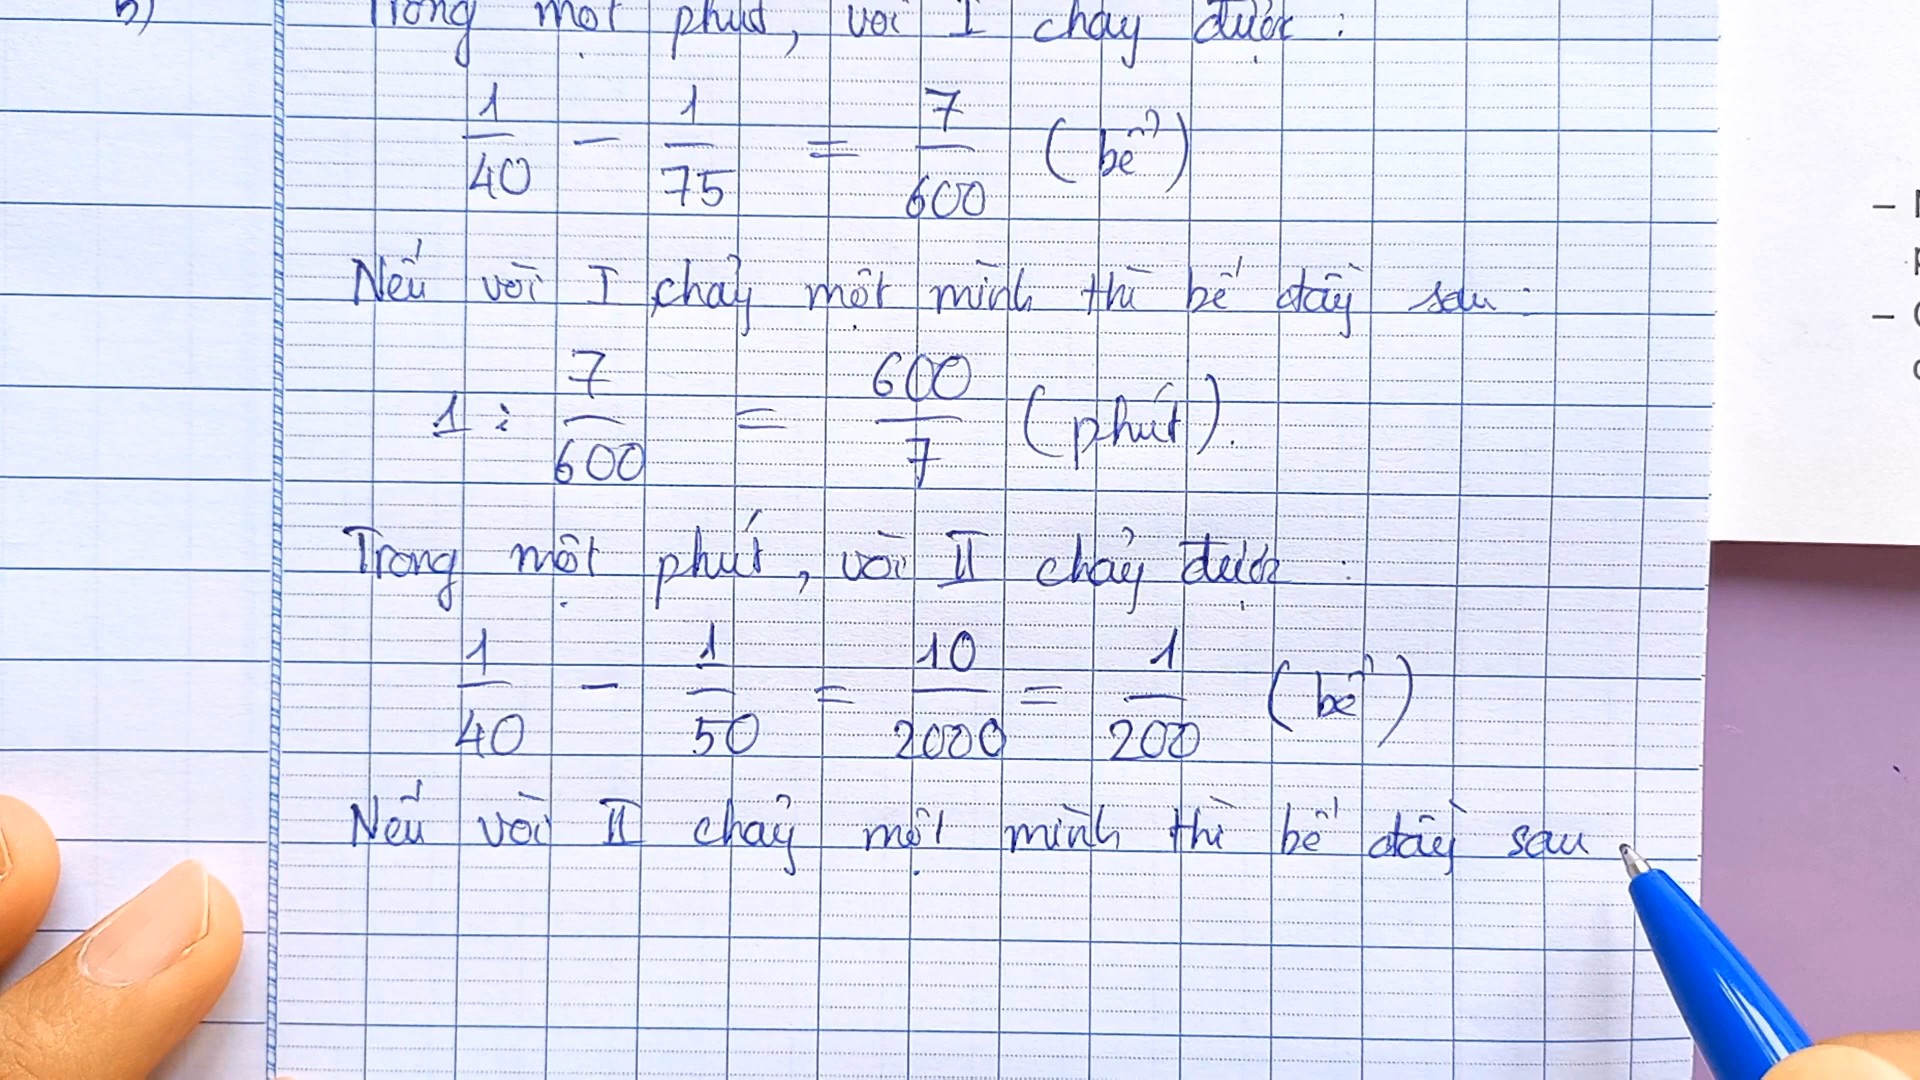 b) Trong một phút, vòi I chảy được :
1/40 - 1/75 = 7/600 (bể)
Nếu vòi I chảy một mình thì bể đầy sau :
1 : 7/600 = 600/7 (phút).
Trong một phút, vòi II chảy được :
1/40 - 1/50 = 10/2000 = 1/200 (bể)
Nếu vòi II chảy một mình thì bể đầy sau